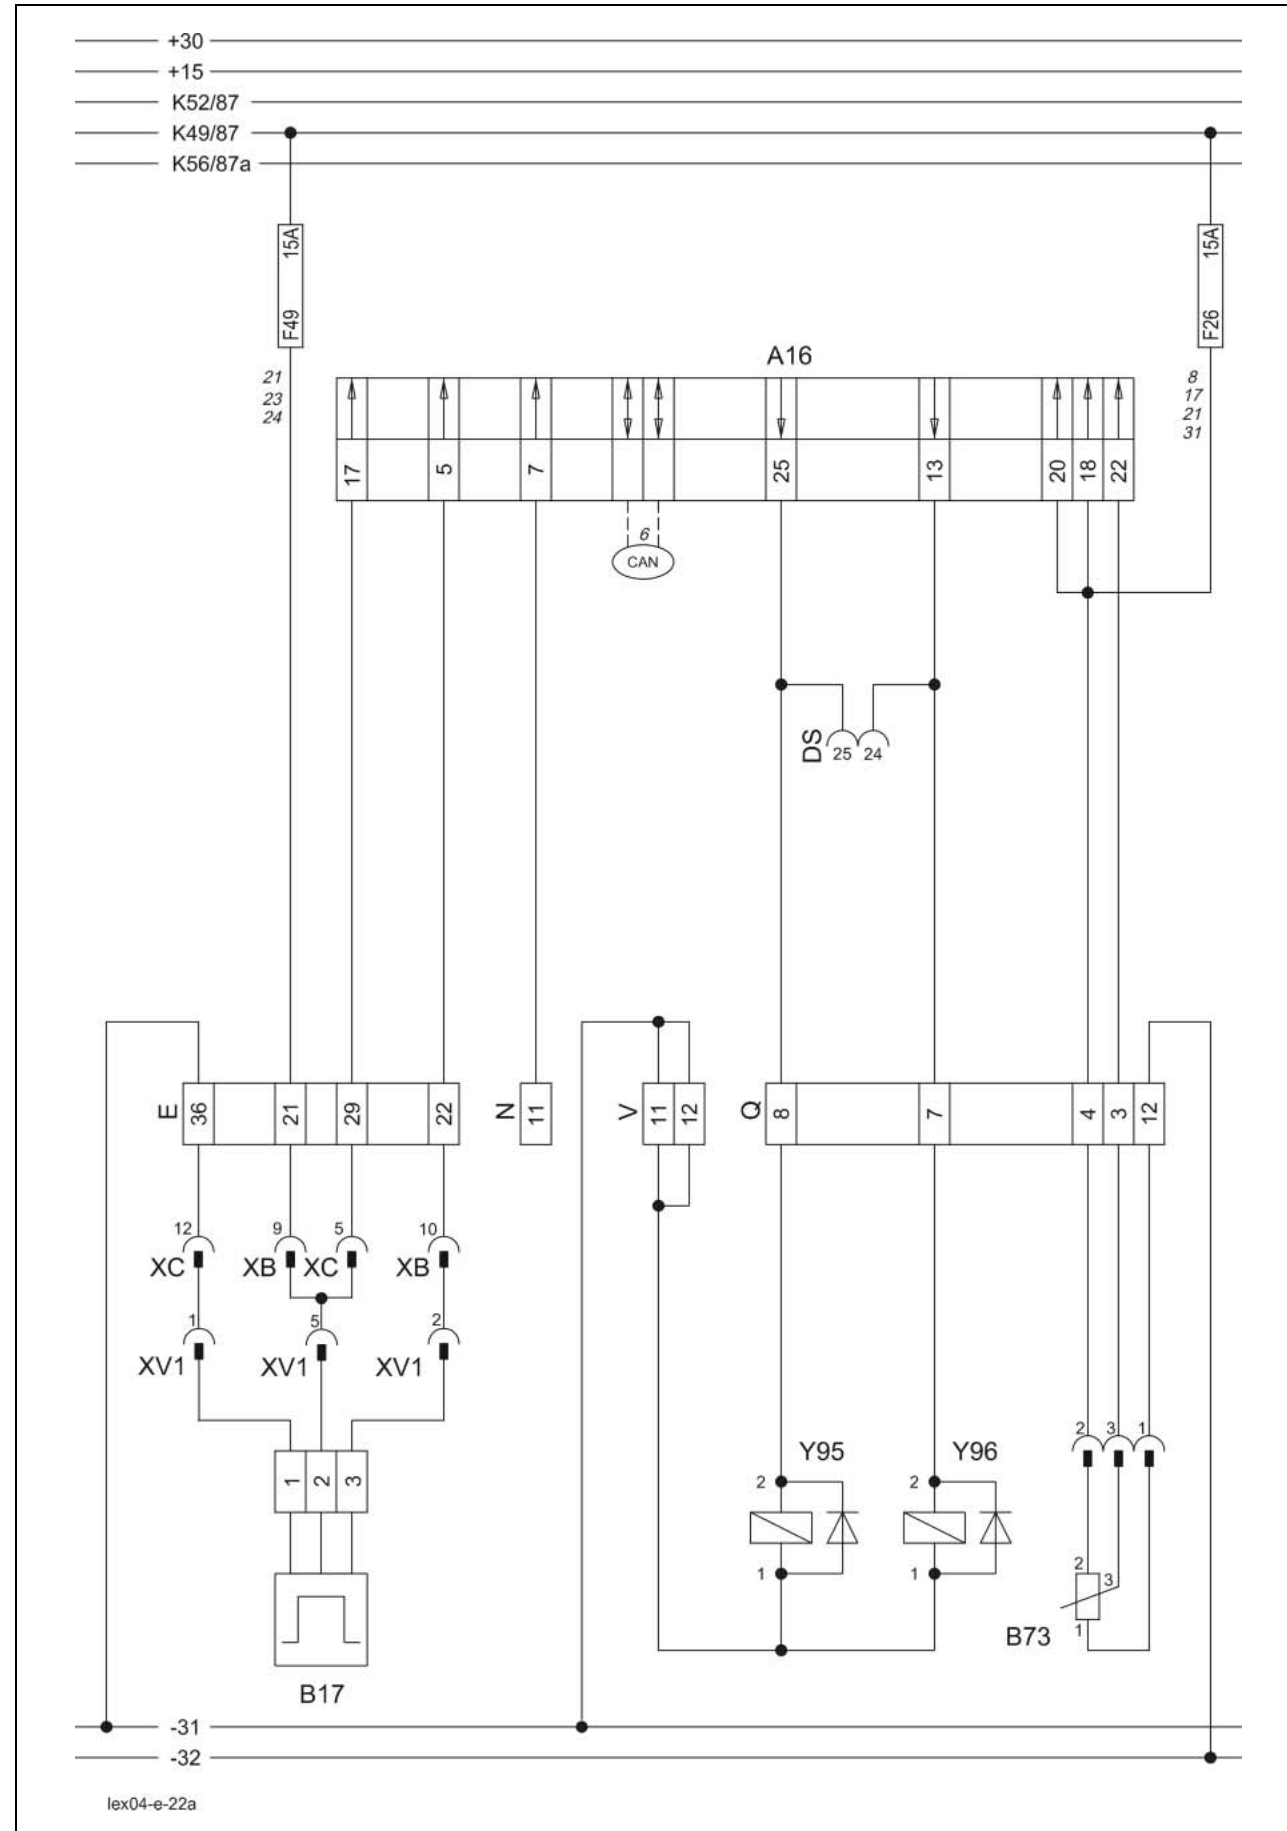 +30
+15
K52/87
K49/87
K56/87a
15A 15A
F49 F26
A16
21 8
23 17
24 21
31
17 5 7 25 13 20 18 22
6
CAN
DS 25 24
E 36 21 29 22 N 11 V 11 12 Q 8 7 4 3 12
12 9 5 10
XC XB XC XB
1 5 2
XV1 XV1 XV1
2 3 1
Y95 Y96
1 2 3 2 2
1 1 2 3
B73 1
B17
-31
-32
lex04-e-22a